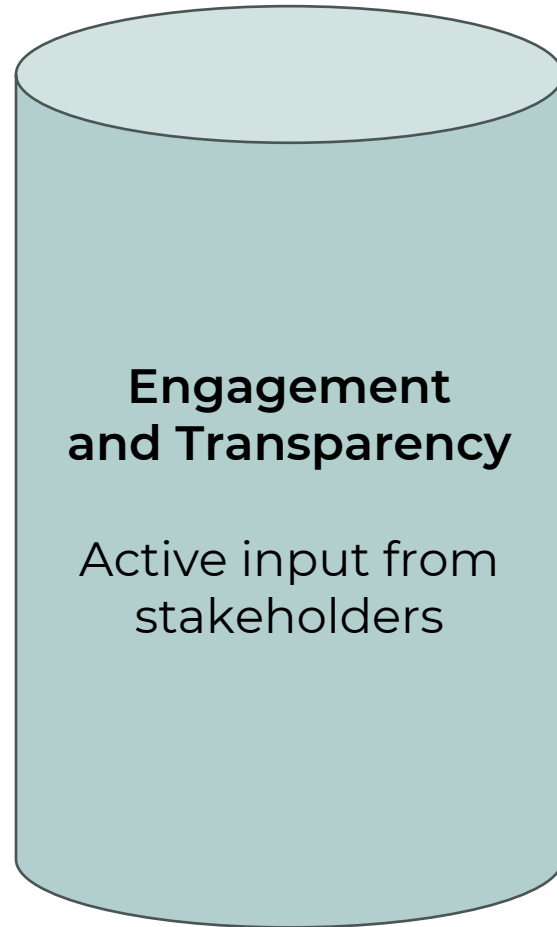 Engagement
and Transparency
Active input from
stakeholders